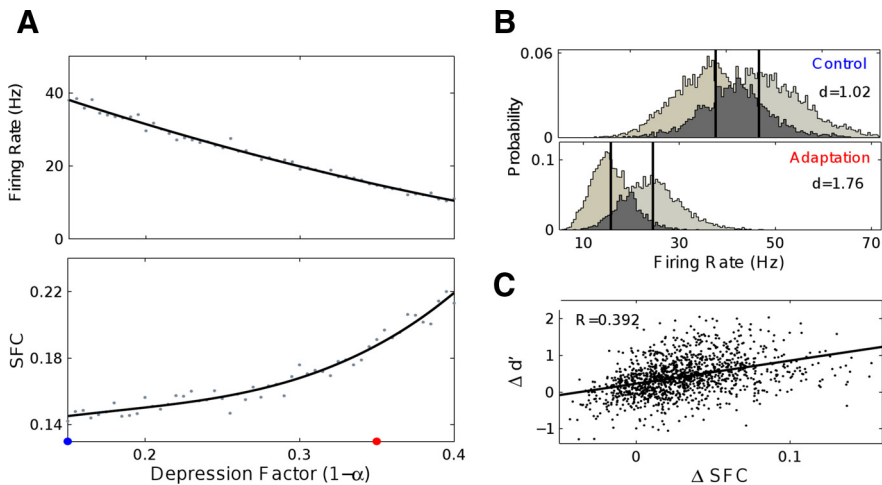 A
Firing Rate (Hz)
40
20
0
SFC
0.22
0.18
0.14
0.2
0.3
0.4
Depression Factor (1−α)
B
Probability
0.06
0
Control
d=1.02
0.1
0
Adaptation
d=1.76
10
30
50
70
Firing Rate (Hz)
C
R=0.392
Δ d'
2
1
0
−1
0
0.1
Δ SFC